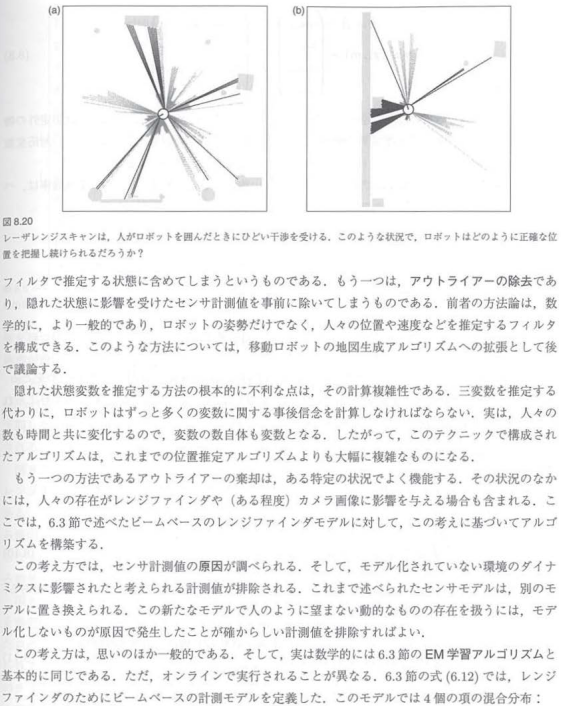 (a)
(b)
図 8.20
レーザレンジスキャンは，人がロボットを囲んだときにひどい干渉を受ける．このような状況で，ロボットはどのように正確な位
置を把握し続けられるだろうか？
フィルタで推定する状態に含めてしまうというものである．もう一つは，アウトライアーの除去であ
り，隠れた状態に影響を受けたセンサ計測値を事前に除いてしまうものである．前者の方法論は，数
学的に，より一般的であり，ロボットの姿勢だけでなく，人々の位置や速度などを推定するフィルタ
を構成できる．このような方法については，移動ロボットの地図生成アルゴリズムへの拡張として後
で議論する．
隠れた状態変数を推定する方法の根本的に不利な点は，その計算複雑性である．三変数を推定する
代わりに，ロボットはずっと多くの変数に関する事後信念を計算しなければならない．実は，人々の
数も時間と共に変化するので，変数の数自体も変数となる．したがって，このテクニックで構成され
たアルゴリズムは，これまでの位置推定アルゴリズムよりも大幅に複雑なものになる．
もう一つの方法であるアウトライアーの棄却は，ある特定の状況でよく機能する．その状況のなか
には，人々の存在がレンジファインダや（ある程度）カメラ画像に影響を与える場合も含まれる．こ
こでは，6.3 節で述べたビームベースのレンジファインダモデルに対して，この考えに基づいてアルゴ
リズムを構築する．
この考え方では，センサ計測値の原因が調べられる．そして，モデル化されていない環境のダイナ
ミクスに影響されたと考えられる計測値が排除される．これまで述べられたセンサモデルは，別のモ
デルに置き換えられる．この新たなモデルで人のように望まない動的なものの存在を扱うには，モデ
ル化しないものが原因で発生したことが確からしい計測値を排除すればよい．
この考え方は，思いのほか一般的である．そして，実は数学的には 6.3 節の EM 学習アルゴリズムと
基本的に同じである．ただ，オンラインで実行されることが異なる．6.3 節の式 (6.12) では，レンジ
ファインダのためにビームベースの計測モデルを定義した．このモデルでは 4 個の項の混合分布：